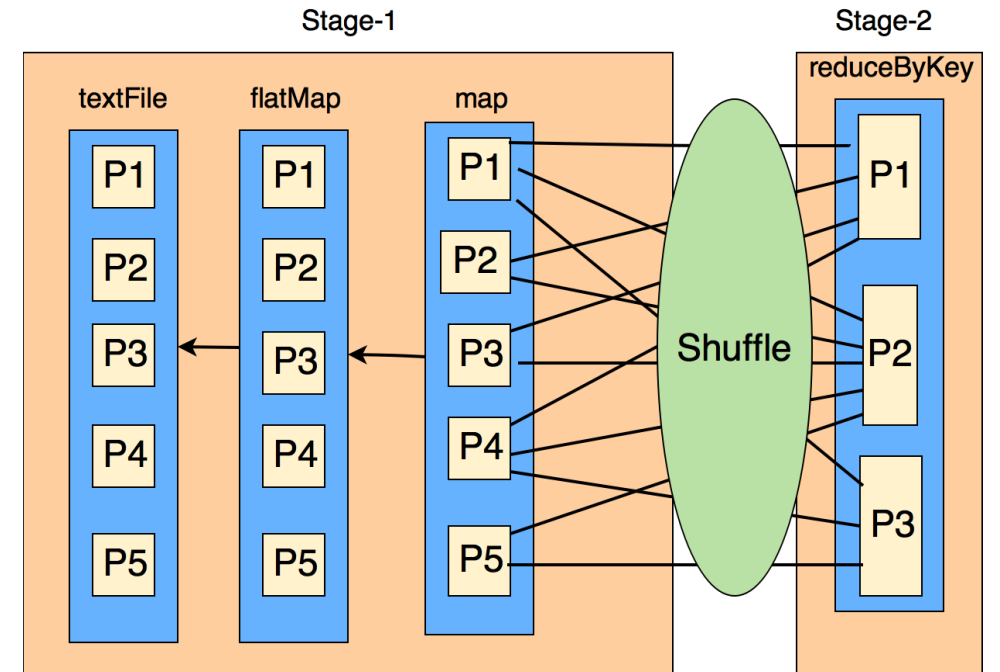 Stage-1
Stage-2
textFile
flatMap
map
reduceByKey
P1
P2
P3
P4
P5
P1
P2
P3
P4
P5
P1
P2
P3
P4
P5
Shuffle
P1
P2
P3